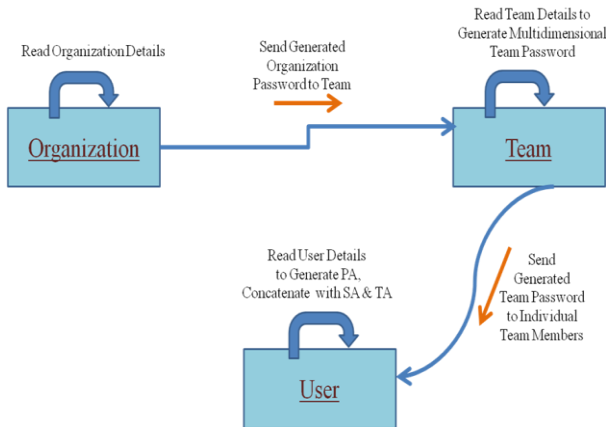 Read Organization Details
Send Generated
Organization
Password to Team
Read Team Details to
Generate Multidimensional
Team Password
Organization
Team
Read User Details
to Generate PA,
Concatenate with SA & TA
Send
Generated
Team Password
to Individual
Team Members
User